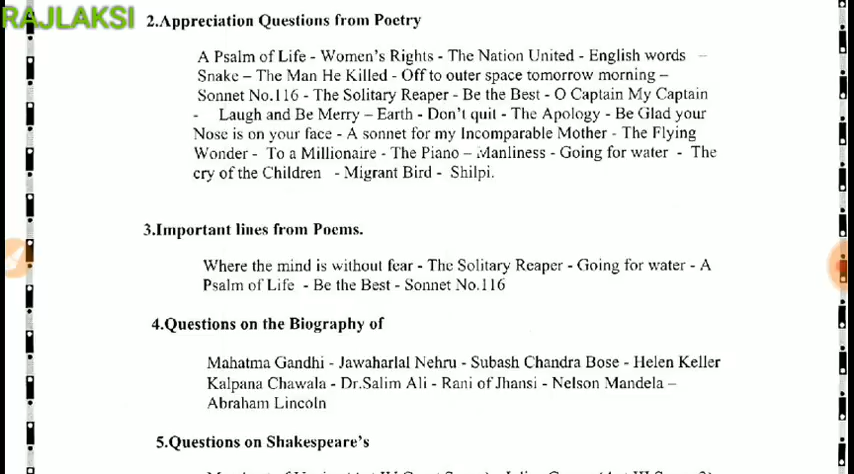 RAJLAKSI
2.Appreciation Questions from Poetry
A Psalm of Life - Women's Rights - The Nation United - English words –
Snake – The Man He Killed - Off to outer space tomorrow morning –
Sonnet No.116 - The Solitary Reaper - Be the Best - O Captain My Captain
- Laugh and Be Merry – Earth - Don't quit - The Apology - Be Glad your
Nose is on your face - A sonnet for my Incomparable Mother - The Flying
Wonder - To a Millionaire - The Piano – Manliness - Going for water - The
cry of the Children - Migrant Bird - Shilpi.
3.Important lines from Poems.
Where the mind is without fear - The Solitary Reaper - Going for water - A
Psalm of Life - Be the Best - Sonnet No.116
4.Questions on the Biography of
Mahatma Gandhi - Jawaharlal Nehru - Subash Chandra Bose - Helen Keller
Kalpana Chawala - Dr.Salim Ali - Rani of Jhansi - Nelson Mandela –
Abraham Lincoln
5.Questions on Shakespeare's